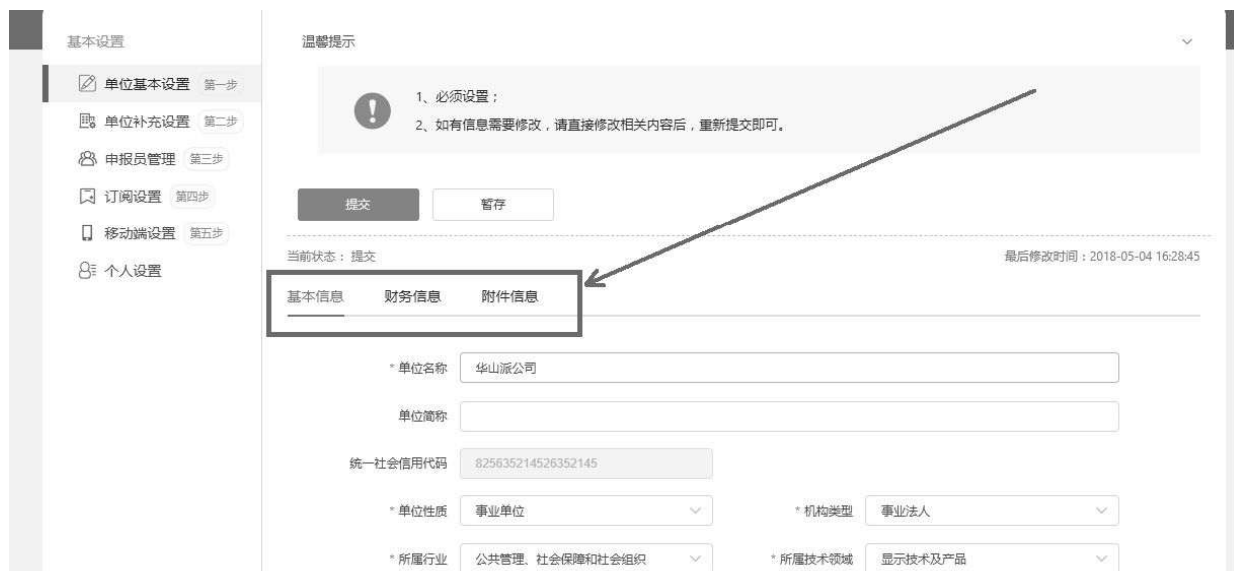 基本设置
单位基本设置 第一步
单位补充设置 第二步
申报员管理 第三步
订阅设置 第四步
移动端设置 第五步
个人设置
温馨提示
1、必须设置；
2、如有信息需要修改，请直接修改相关内容后，重新提交即可。
提交 暂存
当前状态：提交 最后修改时间：2018-05-04 16:28:45
基本信息 财务信息 附件信息
* 单位名称 华山派公司
单位简称
统一社会信用代码 825635214526352145
* 单位性质 事业单位 * 机构类型 事业法人
* 所属行业 公共管理、社会保障和社会组织 * 所属技术领域 显示技术及产品